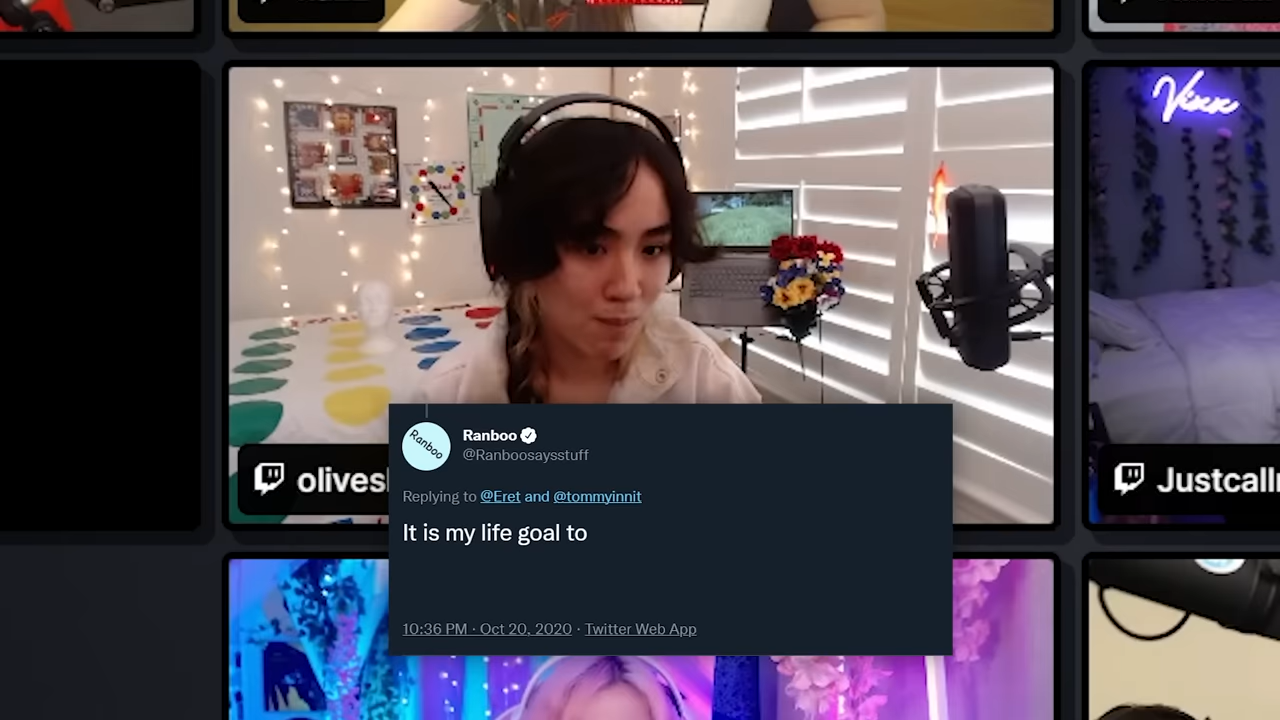 Vixx
Ranboo
Ranboo
@Ranboosaysstuff
Replying to @Eret and @tommyinnit
It is my life goal to
10:36 PM · Oct 20, 2020 · Twitter Web App
olivesl
Justcall